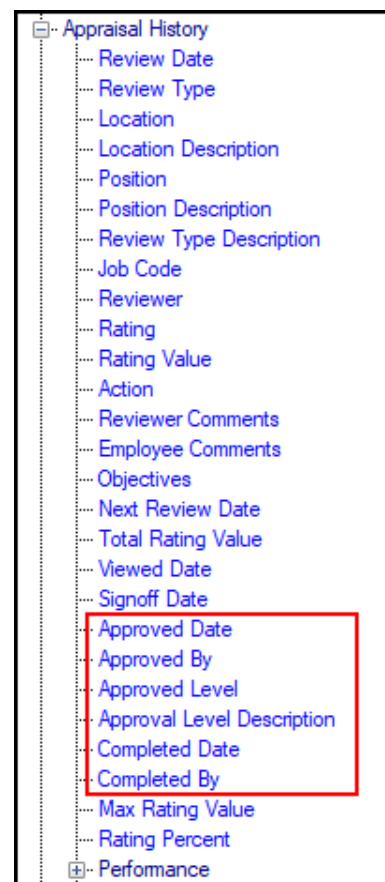 Appraisal History
Review Date
Review Type
Location
Location Description
Position
Position Description
Review Type Description
Job Code
Reviewer
Rating
Rating Value
Action
Reviewer Comments
Employee Comments
Objectives
Next Review Date
Total Rating Value
Viewed Date
Signoff Date
Approved Date
Approved By
Approved Level
Approval Level Description
Completed Date
Completed By
Max Rating Value
Rating Percent
Performance